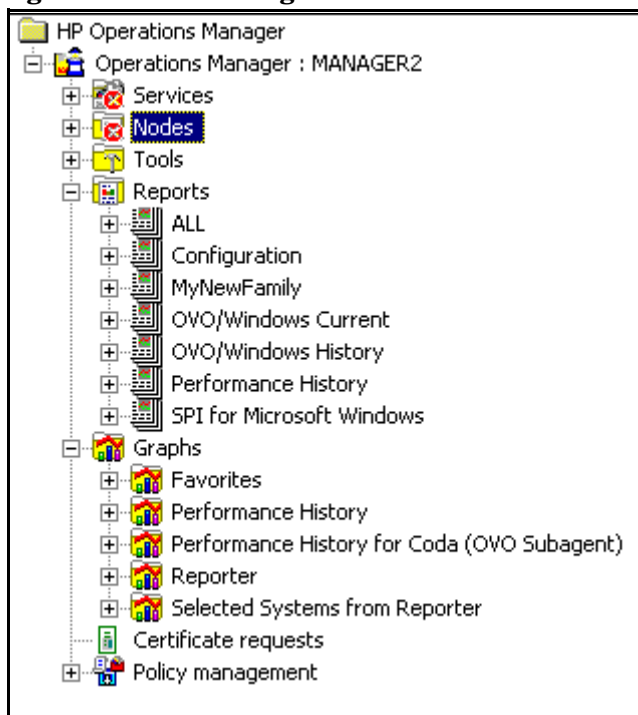 HP Operations Manager
Operations Manager : MANAGER2
Services
Nodes
Tools
Reports
ALL
Configuration
MyNewFamily
OVO/Windows Current
OVO/Windows History
Performance History
SPI for Microsoft Windows
Graphs
Favorites
Performance History
Performance History for Coda (OVO Subagent)
Reporter
Selected Systems from Reporter
Certificate requests
Policy management